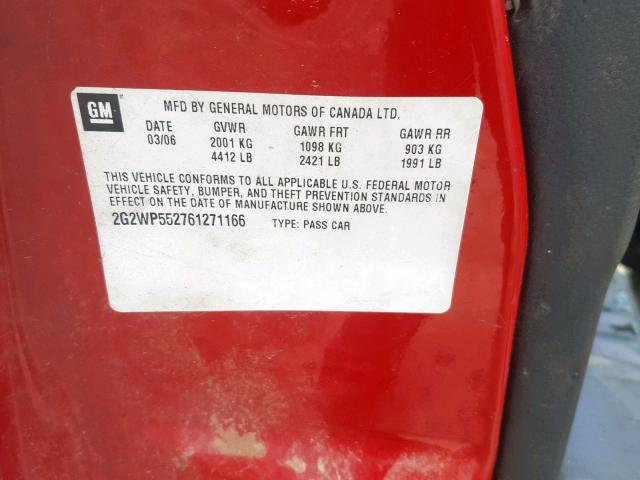 GM MFD BY GENERAL MOTORS OF CANADA LTD.
DATE GVWR GAWR FRT GAWR RR
03/06 2001 KG 1098 KG 903 KG
4412 LB 2421 LB 1991 LB
THIS VEHICLE CONFORMS TO ALL APPLICABLE U.S. FEDERAL MOTOR
VEHICLE SAFETY, BUMPER, AND THEFT PREVENTION STANDARDS IN
EFFECT ON THE DATE OF MANUFACTURE SHOWN ABOVE.
2G2WP552761271166 TYPE: PASS CAR